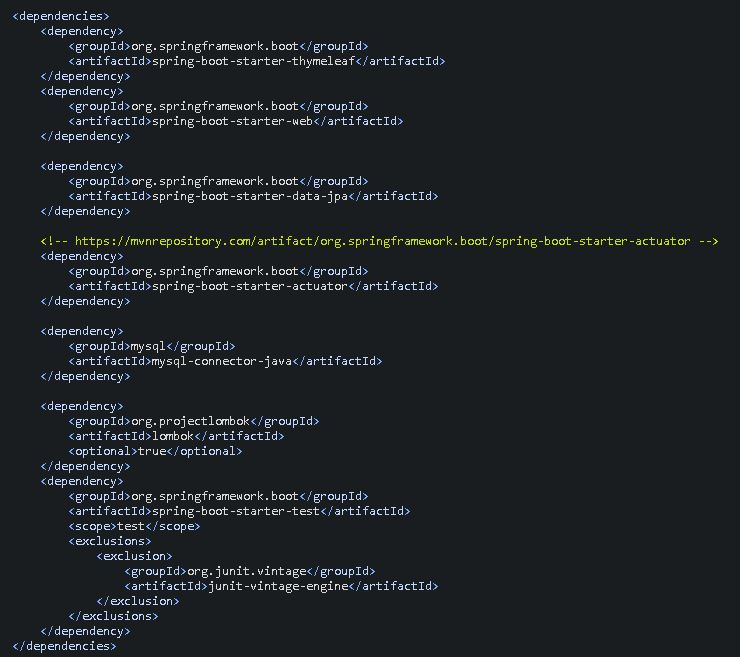 <dependencies>
    <dependency>
        <groupId>org.springframework.boot</groupId>
        <artifactId>spring-boot-starter-thymeleaf</artifactId>
    </dependency>
    <dependency>
        <groupId>org.springframework.boot</groupId>
        <artifactId>spring-boot-starter-web</artifactId>
    </dependency>

    <dependency>
        <groupId>org.springframework.boot</groupId>
        <artifactId>spring-boot-starter-data-jpa</artifactId>
    </dependency>

    <!-- https://mvnrepository.com/artifact/org.springframework.boot/spring-boot-starter-actuator -->
    <dependency>
        <groupId>org.springframework.boot</groupId>
        <artifactId>spring-boot-starter-actuator</artifactId>
    </dependency>

    <dependency>
        <groupId>mysql</groupId>
        <artifactId>mysql-connector-java</artifactId>
    </dependency>

    <dependency>
        <groupId>org.projectlombok</groupId>
        <artifactId>lombok</artifactId>
        <optional>true</optional>
    </dependency>
    <dependency>
        <groupId>org.springframework.boot</groupId>
        <artifactId>spring-boot-starter-test</artifactId>
        <scope>test</scope>
        <exclusions>
            <exclusion>
                <groupId>org.junit.vintage</groupId>
                <artifactId>junit-vintage-engine</artifactId>
            </exclusion>
        </exclusions>
    </dependency>
</dependencies>